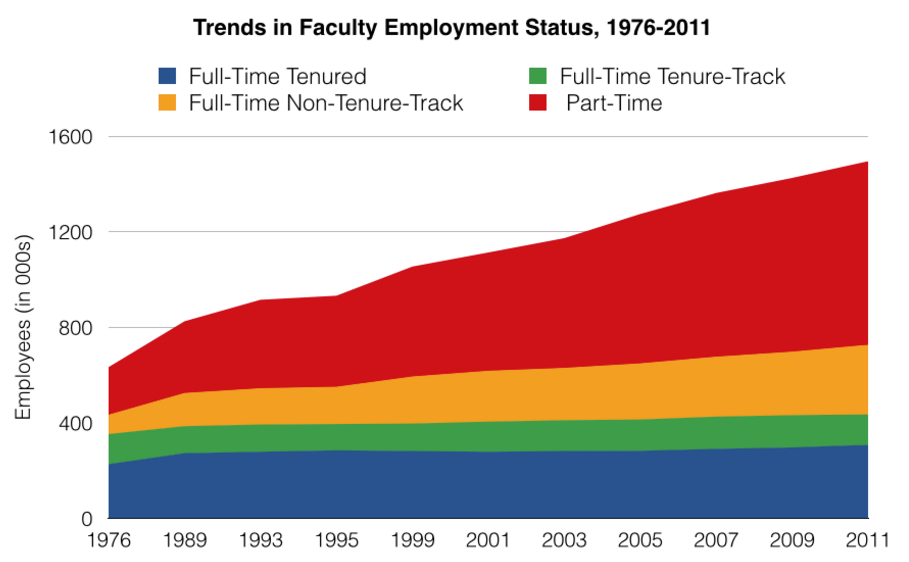 Trends in Faculty Employment Status, 1976-2011
Full-Time Tenured
Full-Time Tenure-Track
Full-Time Non-Tenure-Track
Part-Time
1600
1200
800
400
0
Employees (in 000s)
1976 1989 1993 1995 1999 2001 2003 2005 2007 2009 2011